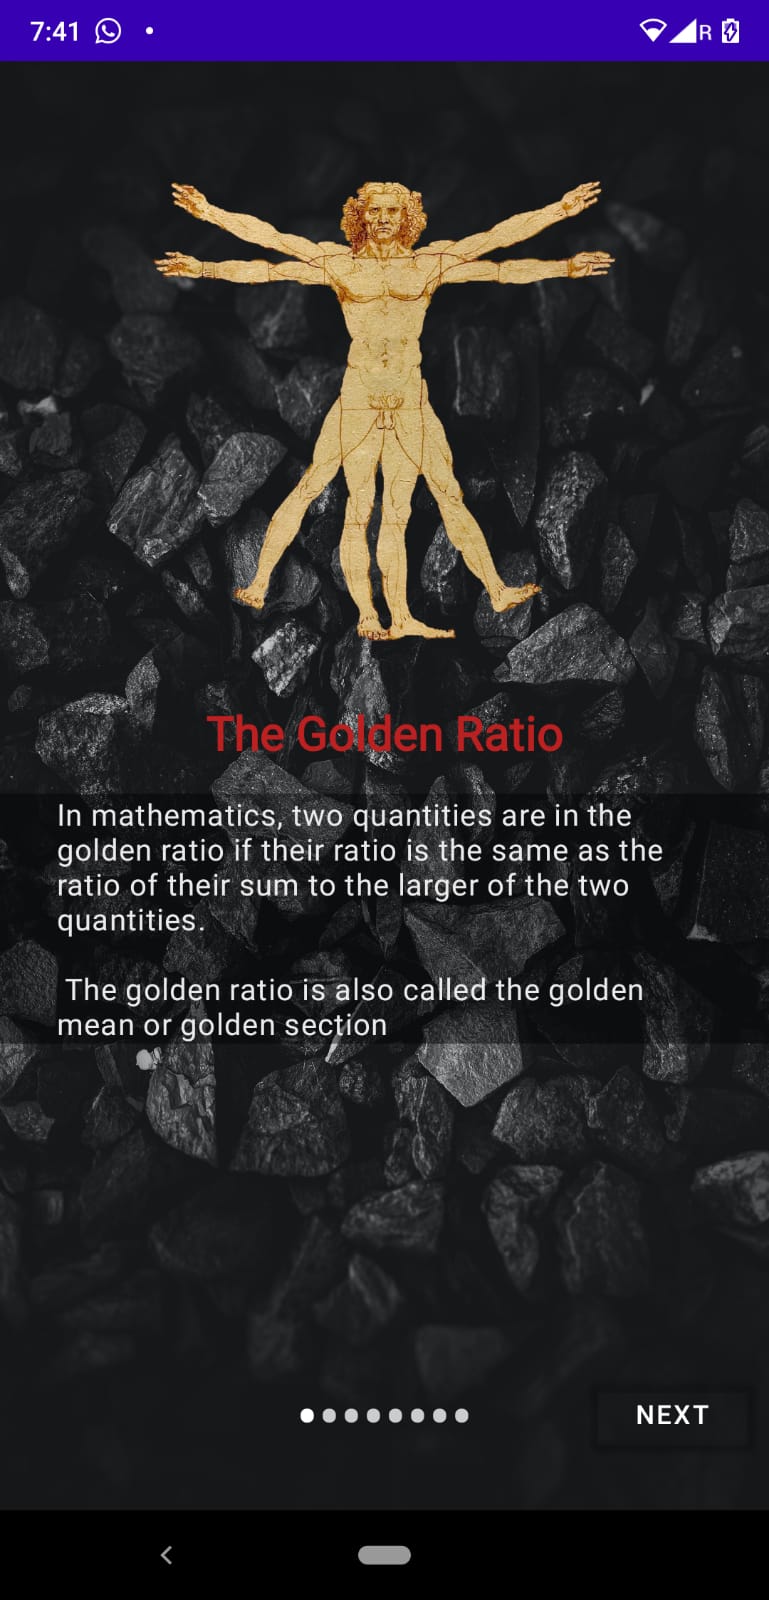 7:41
R
The Golden Ratio
In mathematics, two quantities are in the
golden ratio if their ratio is the same as the
ratio of their sum to the larger of the two
quantities.
The golden ratio is also called the golden
mean or golden section
NEXT